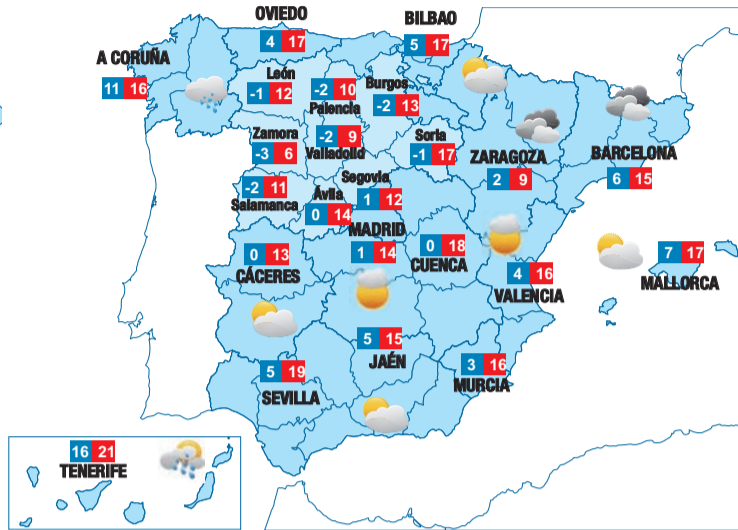 OVIEDO
4 17
BILBAO
5 17
A CORUÑA
11 16
León
-1 12
-2 10
Palencia
Burgos
-2 13
Zamora
-3 6
-2 9
Valladolid
Soria
-1 17
ZARAGOZA
2 9
BARCELONA
6 15
-2 11
Salamanca
Ávila
0 14
Segovia
1 12
MADRID
1 14
0 18
CUENCA
0 13
CÁCERES
4 16
VALENCIA
7 17
MALLORCA
5 15
JAÉN
3 16
MURCIA
5 19
SEVILLA
16 21
TENERIFE